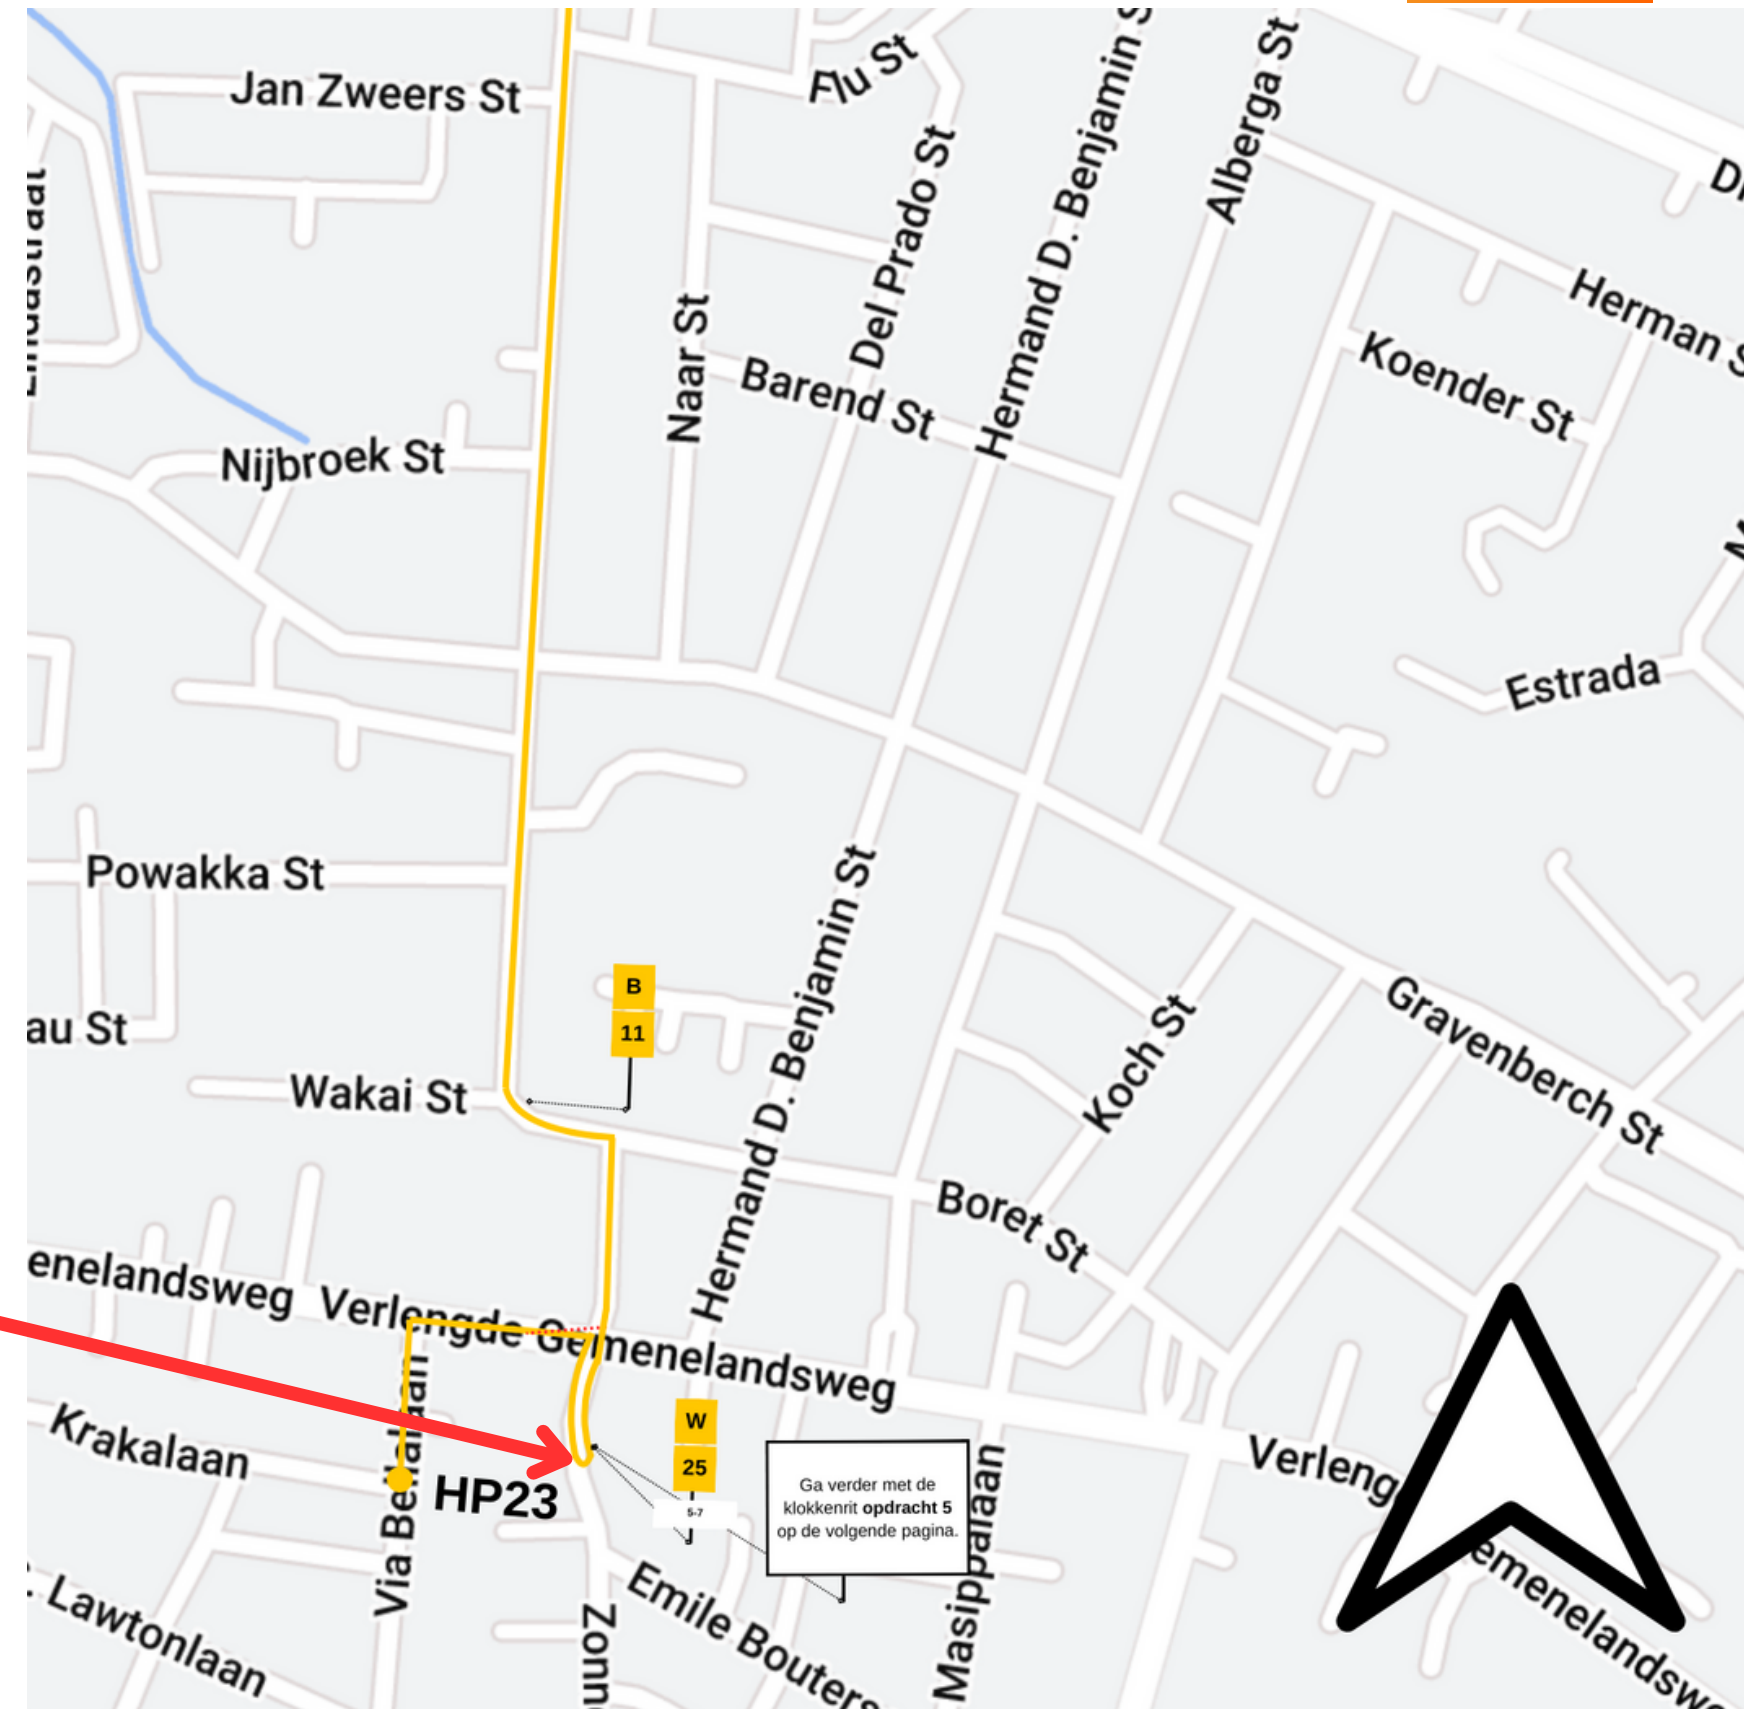 Jan Zweers St
Flu St
Del Prado St
Hermand D. Benjamin S
Alberga St
Naar St
Barend St
Herman S
Koender St
Nijbroek St
Estrada
Powakka St
B
11
au St
Wakai St
Hermand D. Benjamin St
Koch St
Gravenberch St
Boret St
enelandsweg
Verlengde Gemenelandsweg
Krakalaan
Via Bellalaan
HP23
W
25
5-7
Ga verder met de
klokkenrit opdracht 5
op de volgende pagina.
Masippalaan
Verleng
emenelandswe
Emile Bouters
Zonn
Lawtonlaan